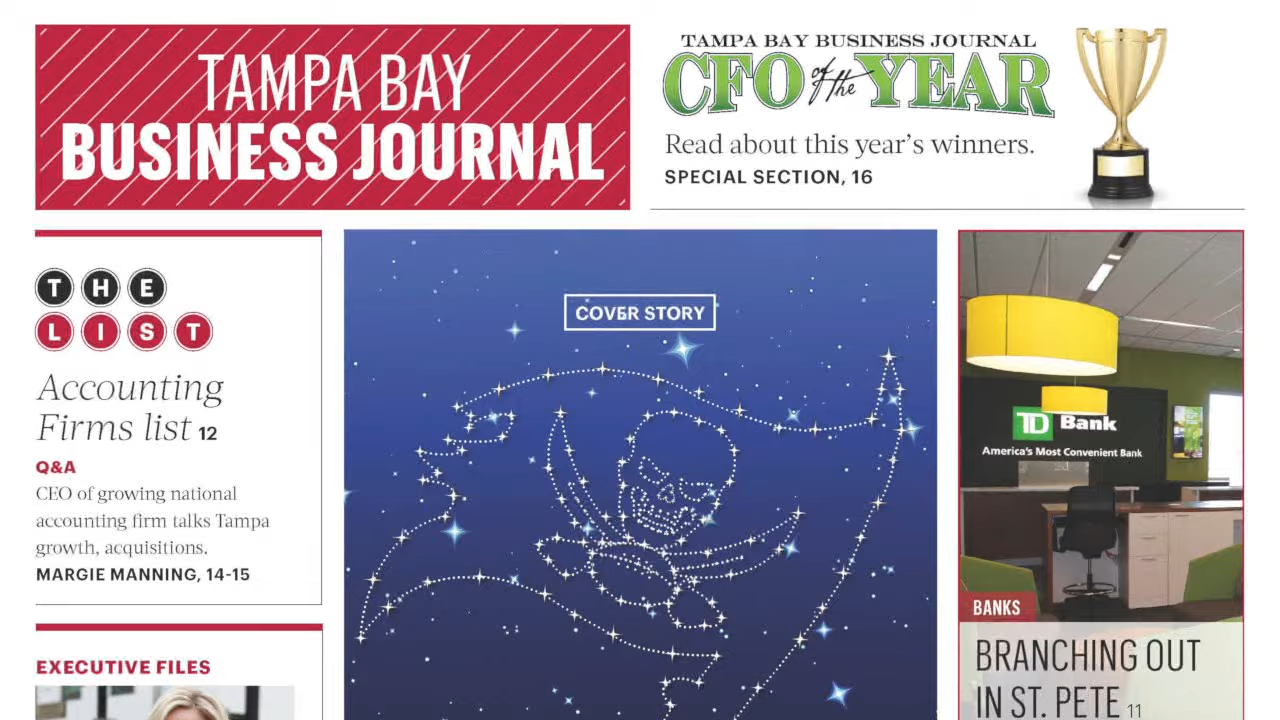 TAMPA BAY
BUSINESS JOURNAL
TAMPA BAY BUSINESS JOURNAL
CFO of the YEAR
Read about this year's winners.
SPECIAL SECTION, 16
THE
LIST
Accounting
Firms list 12
Q&A
CEO of growing national
accounting firm talks Tampa
growth, acquisitions.
MARGIE MANNING, 14-15
EXECUTIVE FILES
COVER STORY
TD Bank
America's Most Convenient Bank
BANKS
BRANCHING OUT
IN ST. PETE 11